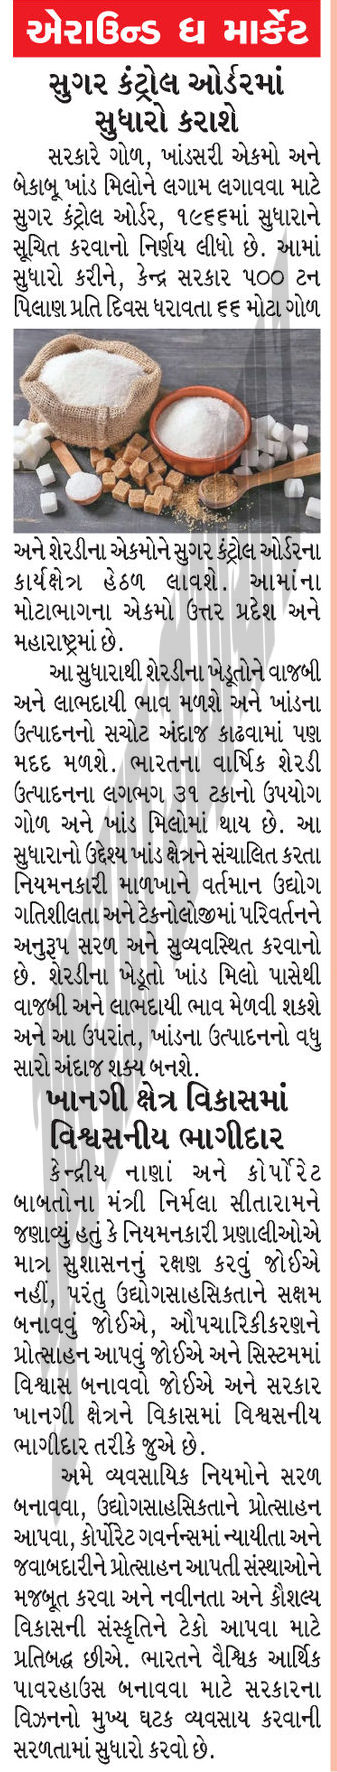 એરાઉન્ડ ધ માર્કેટ
સુગર કંટ્રોલ ઓર્ડરમાં
સુધારો કરાશે
સરકારે ગોળ, ખાંડસરી એકમો અને
બેકાબૂ ખાંડ મિલોને લગામ લગાવવા માટે
સુગર કંટ્રોલ ઓર્ડર, ૧૯૬૬માં સુધારાને
સૂચિત કરવાનો નિર્ણય લીધો છે. આમાં
સુધારો કરીને, કેન્દ્ર સરકાર ૫૦૦ ટન
પિલાણ પ્રતિ દિવસ ધરાવતા ૬૬ મોટા ગોળ
અને શેરડીના એકમોને સુગર કંટ્રોલ ઓર્ડરના
કાર્યક્ષેત્ર હેઠળ લાવશે. આમાંના
મોટાભાગના એકમો ઉત્તર પ્રદેશ અને
મહારાષ્ટ્રમાં છે.
આ સુધારાથી શેરડીના ખેડૂતોને વાજબી
અને લાભદાયી ભાવ મળશે અને ખાંડના
ઉત્પાદનનો સચોટ અંદાજ કાઢવામાં પણ
મદદ મળશે. ભારતના વાર્ષિક શેરડી
ઉત્પાદનના લગભગ ૩૧ ટકાનો ઉપયોગ
ગોળ અને ખાંડ મિલોમાં થાય છે. આ
સુધારાનો ઉદ્દેશ્ય ખાંડ ક્ષેત્રને સંચાલિત કરતા
નિયમનકારી માળખાને વર્તમાન ઉદ્યોગ
ગતિશીલતા અને ટેકનોલોજીમાં પરિવર્તનને
અનુરૂપ સરળ અને સુવ્યવસ્થિત કરવાનો
છે. શેરડીના ખેડૂતો ખાંડ મિલો પાસેથી
વાજબી અને લાભદાયી ભાવ મેળવી શકશે
અને આ ઉપરાંત, ખાંડના ઉત્પાદનનો વધુ
સારો અંદાજ શક્ય બનશે.
ખાનગી ક્ષેત્ર વિકાસમાં
વિશ્વસનીય ભાગીદાર
કેન્દ્રીય નાણાં અને કોર્પોરેટ
બાબતોના મંત્રી નિર્મલા સીતારામને
જણાવ્યું હતું કે નિયમનકારી પ્રણાલીઓએ
માત્ર સુશાસનનું રક્ષણ કરવું જોઈએ
નહીં, પરંતુ ઉદ્યોગસાહસિકતાને સક્ષમ
બનાવવું જોઈએ, ઔપચારિકીકરણને
પ્રોત્સાહન આપવું જોઈએ અને સિસ્ટમમાં
વિશ્વાસ બનાવવો જોઈએ અને સરકાર
ખાનગી ક્ષેત્રને વિકાસમાં વિશ્વસનીય
ભાગીદાર તરીકે જુએ છે.
અમે વ્યવસાયિક નિયમોને સરળ
બનાવવા, ઉદ્યોગસાહસિકતાને પ્રોત્સાહન
આપવા, કોર્પોરેટ ગવર્નન્સમાં ન્યાયીતા અને
જવાબદારીને પ્રોત્સાહન આપતી સંસ્થાઓને
મજબૂત કરવા અને નવીનતા અને કૌશલ્ય
વિકાસની સંસ્કૃતિને ટેકો આપવા માટે
પ્રતિબદ્ધ છીએ. ભારતને વૈશ્વિક આર્થિક
પાવરહાઉસ બનાવવા માટે સરકારના
વિઝનનો મુખ્ય ઘટક વ્યવસાય કરવાની
સરળતામાં સુધારો કરવો છે.